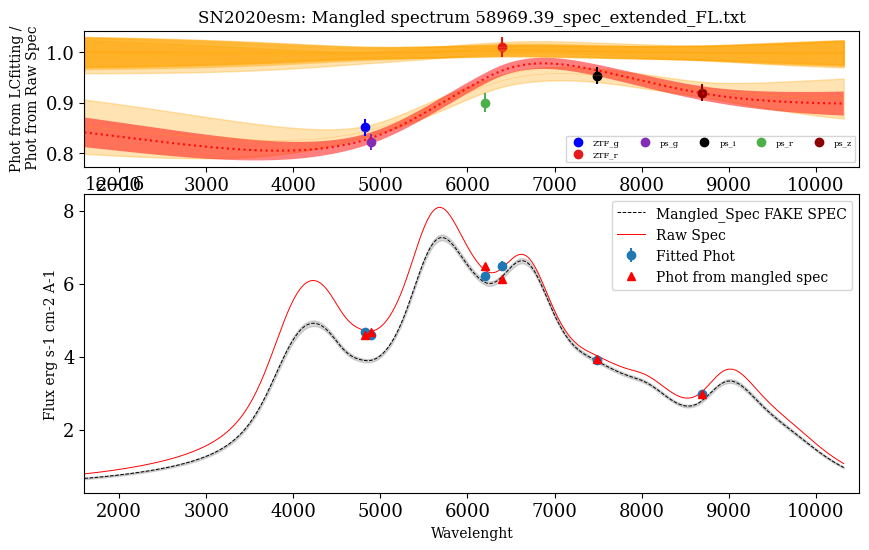 SN2020esm: Mangled spectrum 58969.39_spec_extended_FL.txt
Phot from LCfitting /
Phot from Raw Spec
1.0
0.9
0.8
ZTF_g
ps_g
ps_i
ps_r
ps_z
ZTF_r
1e−16
2000 3000 4000 5000 6000 7000 8000 9000 10000
Flux erg s-1 cm-2 A-1
8
6
4
2
Mangled_Spec FAKE SPEC
Raw Spec
Fitted Phot
Phot from mangled spec
2000 3000 4000 5000 6000 7000 8000 9000 10000
Wavelenght